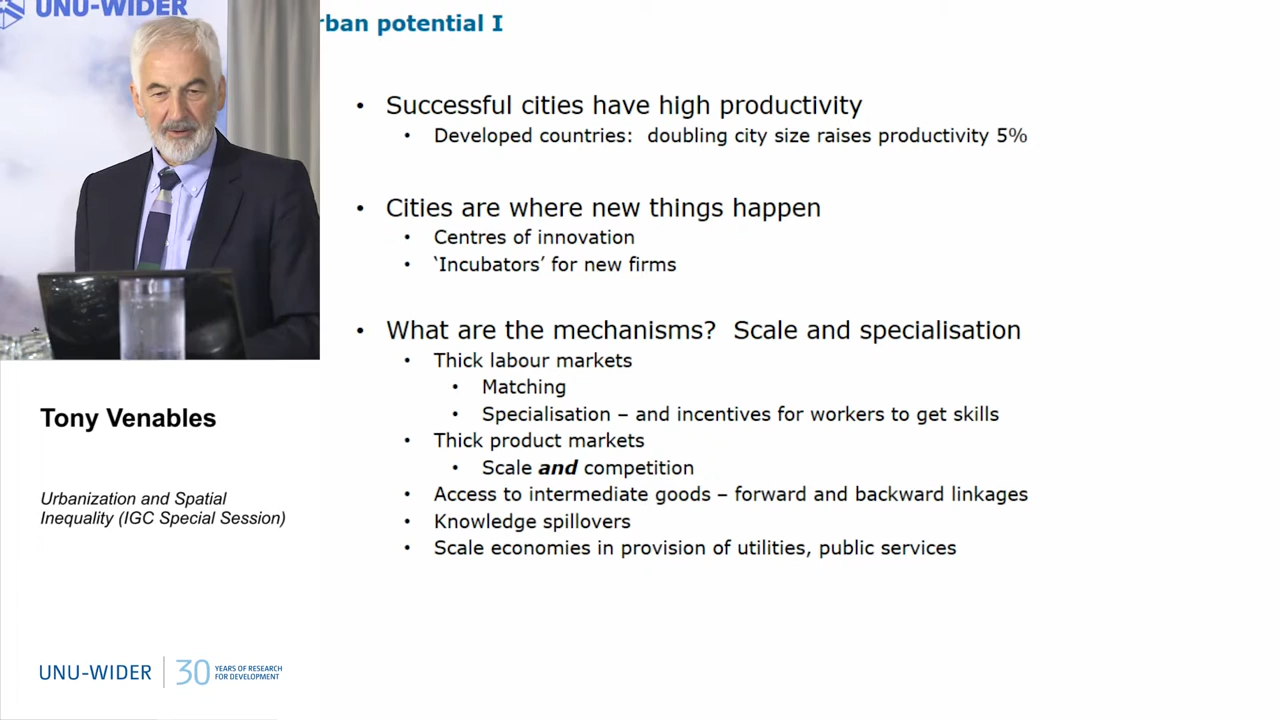 UNU-WIDER
rban potential I
• Successful cities have high productivity
• Developed countries: doubling city size raises productivity 5%
• Cities are where new things happen
• Centres of innovation
• ‘Incubators’ for new firms
• What are the mechanisms? Scale and specialisation
• Thick labour markets
• Matching
• Specialisation – and incentives for workers to get skills
• Thick product markets
• Scale and competition
• Access to intermediate goods – forward and backward linkages
• Knowledge spillovers
• Scale economies in provision of utilities, public services
Tony Venables
Urbanization and Spatial
Inequality (IGC Special Session)
UNU-WIDER
30 YEARS OF RESEARCH
FOR DEVELOPMENT